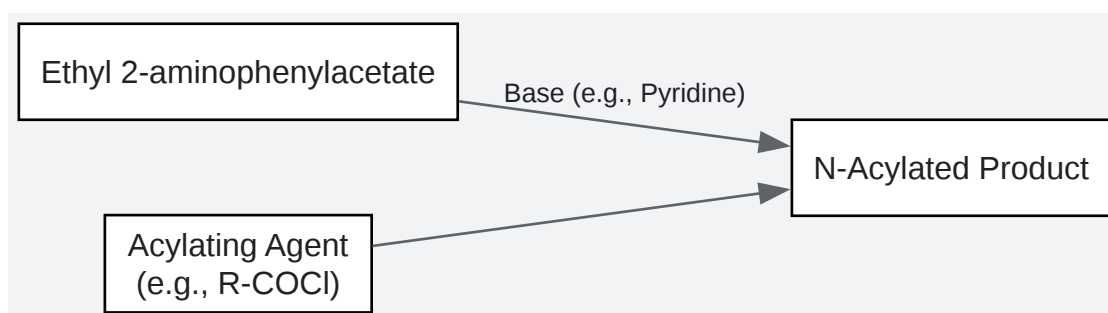 Ethyl 2-aminophenylacetate
Base (e.g., Pyridine)
N-Acylated Product
Acylating Agent
(e.g., R-COCl)